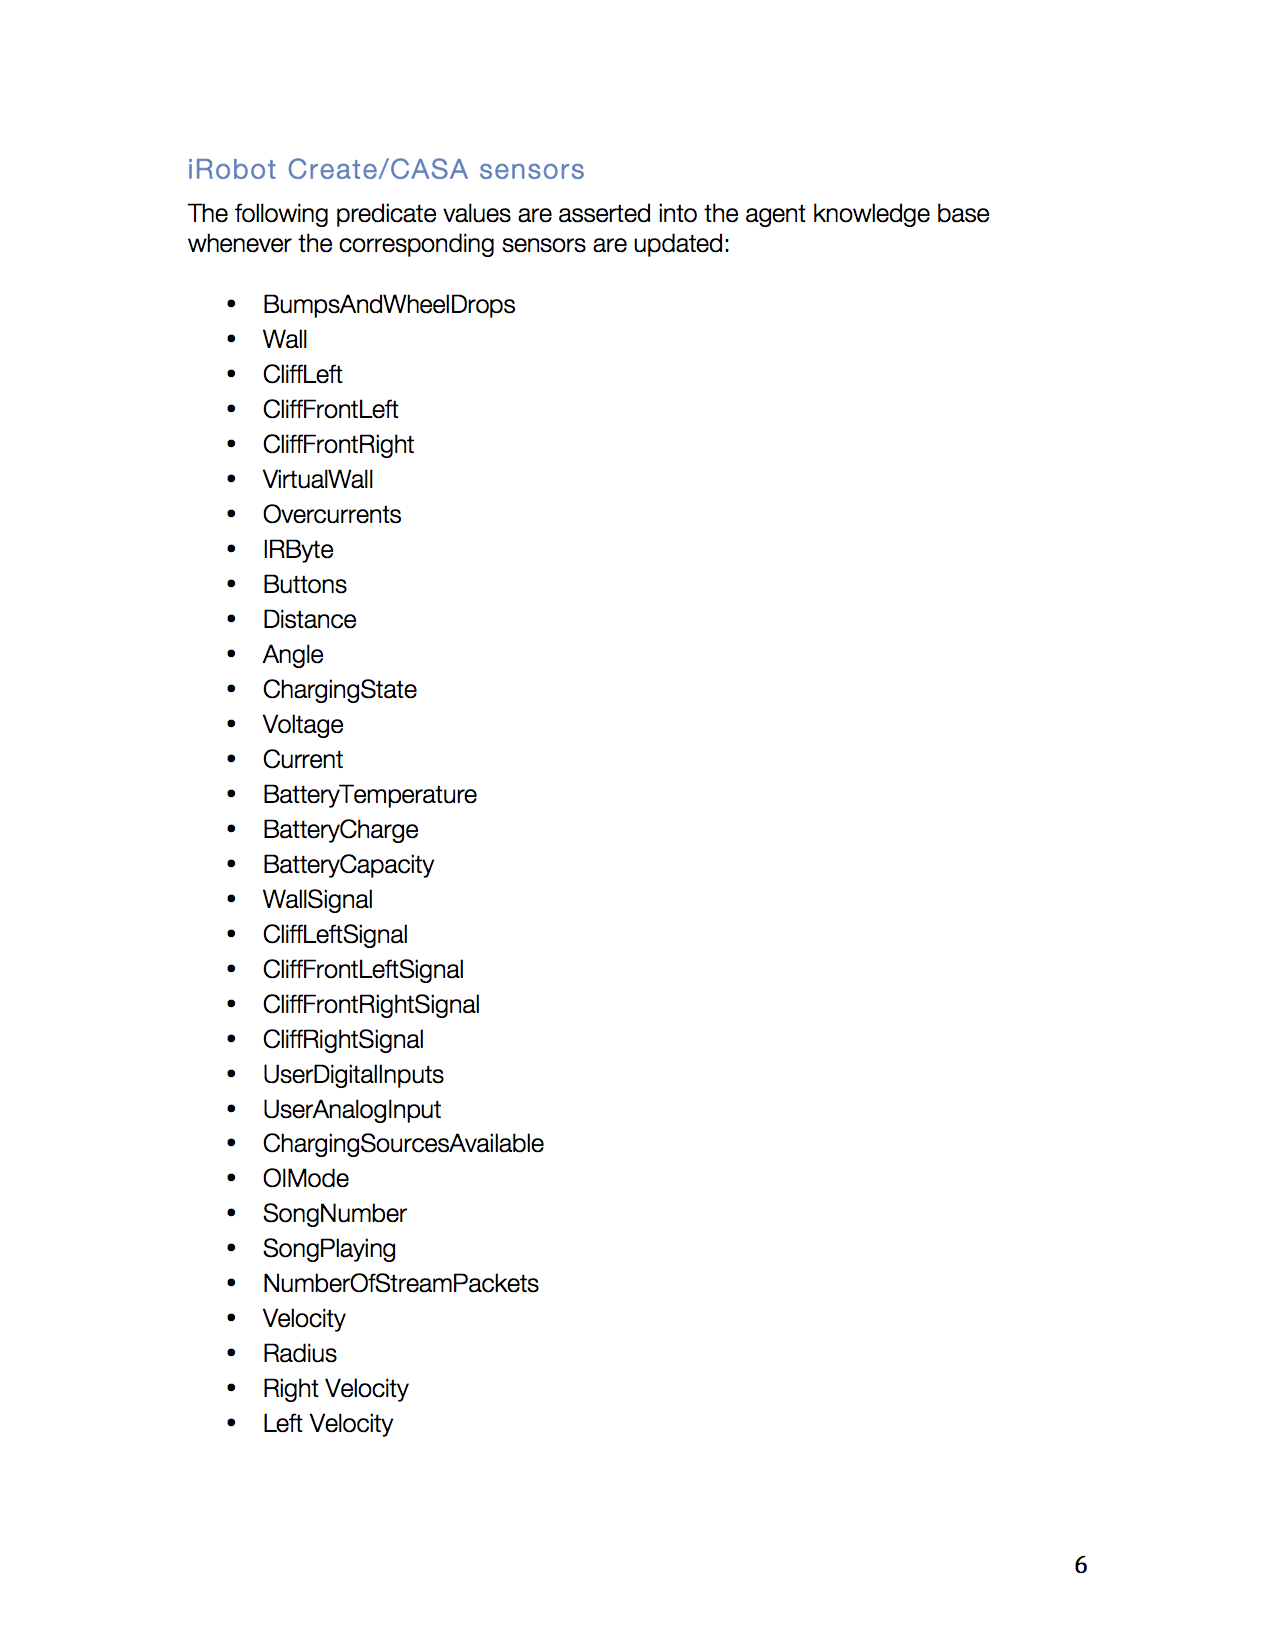 iRobot Create/CASA sensors
The following predicate values are asserted into the agent knowledge base
whenever the corresponding sensors are updated:
• BumpsAndWheelDrops
• Wall
• CliffLeft
• CliffFrontLeft
• CliffFrontRight
• VirtualWall
• Overcurrents
• IRByte
• Buttons
• Distance
• Angle
• ChargingState
• Voltage
• Current
• BatteryTemperature
• BatteryCharge
• BatteryCapacity
• WallSignal
• CliffLeftSignal
• CliffFrontLeftSignal
• CliffFrontRightSignal
• CliffRightSignal
• UserDigitalInputs
• UserAnalogInput
• ChargingSourcesAvailable
• OIMode
• SongNumber
• SongPlaying
• NumberOfStreamPackets
• Velocity
• Radius
• Right Velocity
• Left Velocity
6